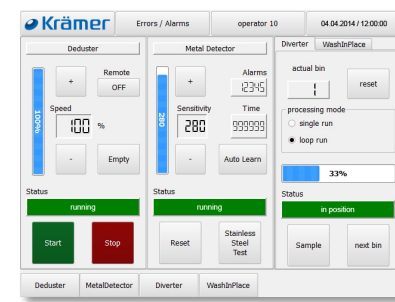 Krämer
Errors / Alarms
operator 10
04.04.2014 / 12:00:00
Deduster
Metal Detector
Diverter
WashInPlace
+
Remote
OFF
+
Alarms
12345
actual bin
1
reset
100%
Speed
100 %
280
Sensitivity
280
Time
999999
processing mode
single run
loop run
-
Empty
-
Auto Learn
33%
Status
running
Status
running
Status
in position
Start
Stop
Reset
Stainless
Steel
Test
Sample
next bin
Deduster
MetalDetector
Diverter
WashInPlace